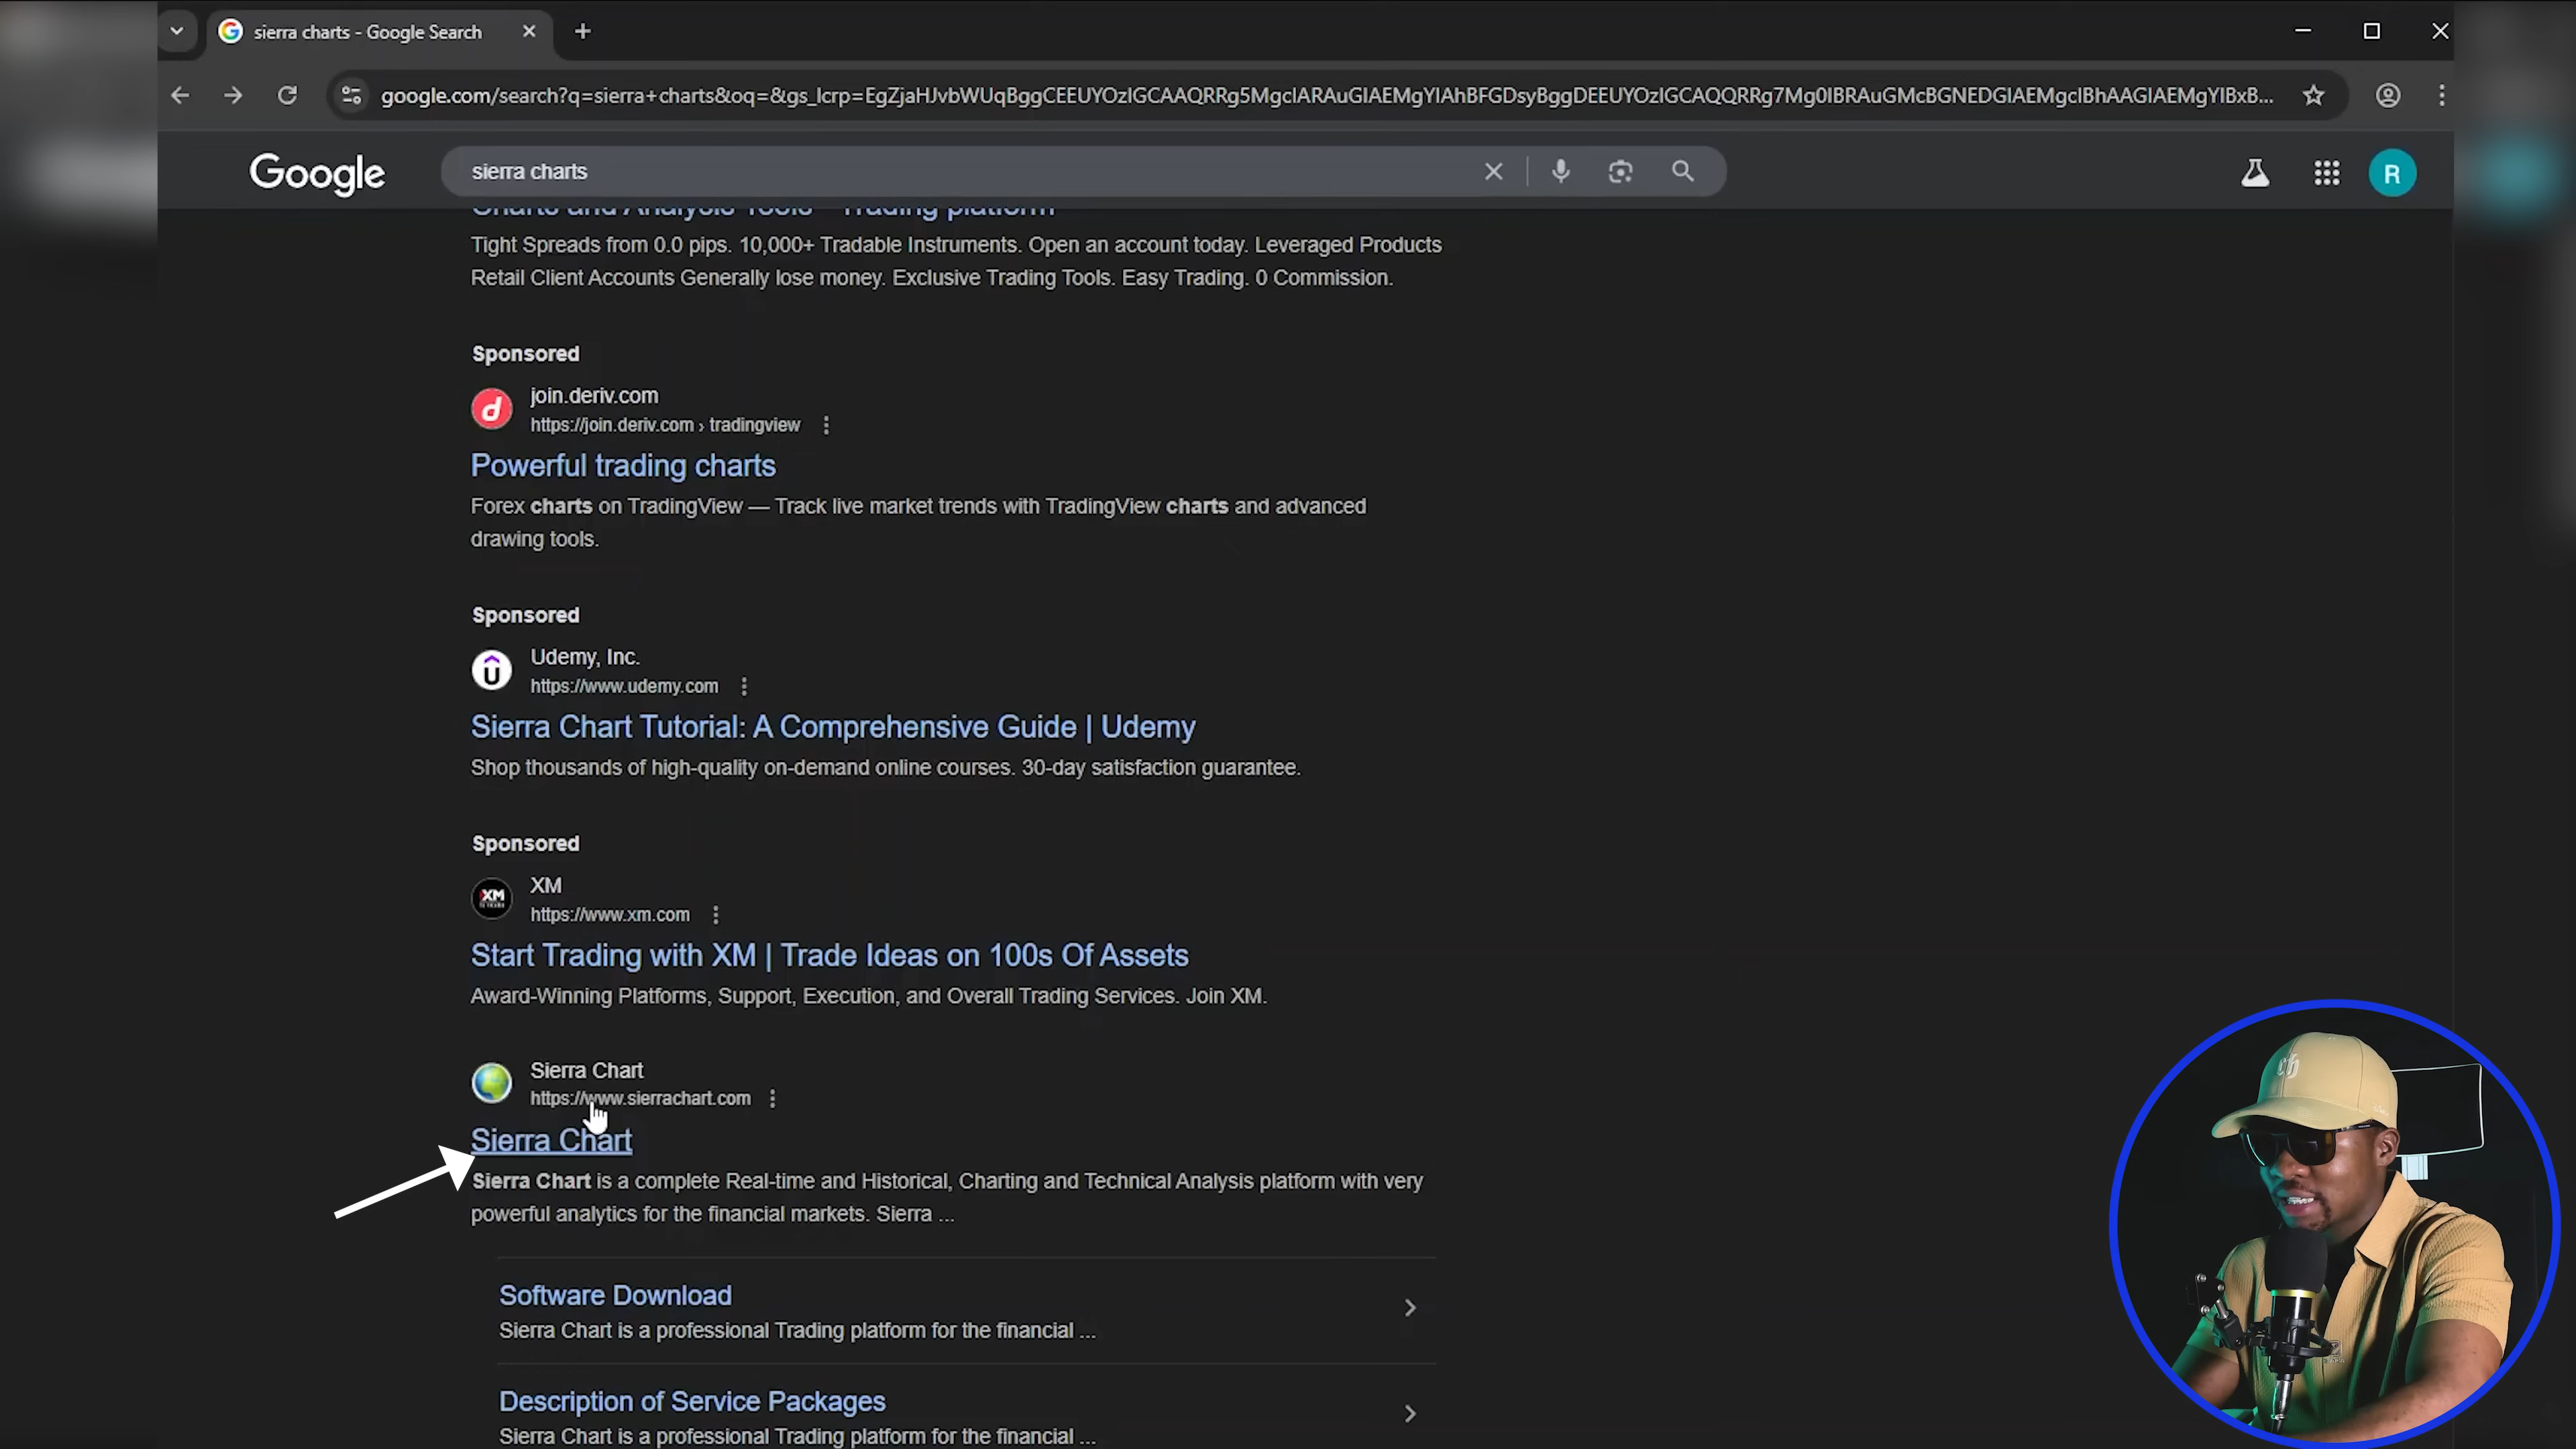 sierra charts - Google Search
google.com/search?q=sierra+charts&oq=&gs_lcrp=EgZjaHJvbWUqBggCEEUYOzIGCAAQRRg5MgcIARAuGIAEMgYIAhBFGDsyBggDEEUYOzIGCAQQRRg7Mg0IBRAuGMcBGNEDGIAEMgcIBhAAGIAEMgYIBxB...
Google
sierra charts
R
Charts and Analysis Tools - Trading platform
Tight Spreads from 0.0 pips. 10,000+ Tradable Instruments. Open an account today. Leveraged Products
Retail Client Accounts Generally lose money. Exclusive Trading Tools. Easy Trading. 0 Commission.
Sponsored
d
join.deriv.com
https://join.deriv.com › tradingview
Powerful trading charts
Forex charts on TradingView — Track live market trends with TradingView charts and advanced
drawing tools.
Sponsored
Udemy, Inc.
https://www.udemy.com
Sierra Chart Tutorial: A Comprehensive Guide | Udemy
Shop thousands of high-quality on-demand online courses. 30-day satisfaction guarantee.
Sponsored
XM
XM
https://www.xm.com
Start Trading with XM | Trade Ideas on 100s Of Assets
Award-Winning Platforms, Support, Execution, and Overall Trading Services. Join XM.
Sierra Chart
https://www.sierrachart.com
Sierra Chart
Sierra Chart is a complete Real-time and Historical, Charting and Technical Analysis platform with very
powerful analytics for the financial markets. Sierra ...
Software Download
Sierra Chart is a professional Trading platform for the financial ...
Description of Service Packages
Sierra Chart is a professional Trading platform for the financial ...